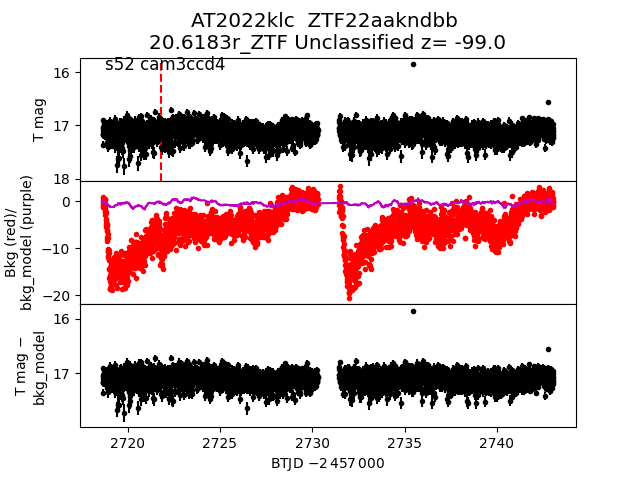 AT2022klc  ZTF22aakndbb
20.6183r_ZTF Unclassified z= -99.0
s52 cam3ccd4
T mag
16
17
18
Bkg (red)/
bkg_model (purple)
0
−10
−20
T mag −
bkg_model
16
17
2720
2725
2730
2735
2740
BTJD −2 457 000